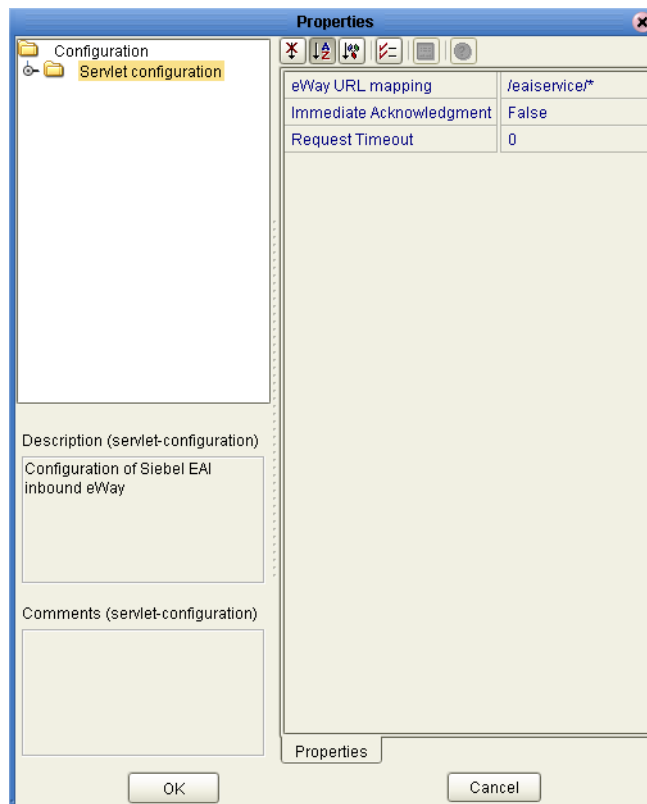 Properties
Configuration
Servlet configuration
eWay URL mapping /eaiservice/*
Immediate Acknowledgment False
Request Timeout 0
Description (servlet-configuration)
Configuration of Siebel EAI
inbound eWay
Comments (servlet-configuration)
Properties
OK
Cancel